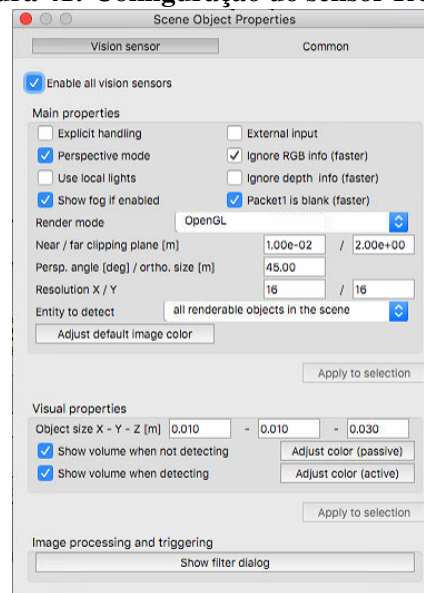 Configuração do sensor
Scene Object Properties
Vision sensor Common
Enable all vision sensors
Main properties
Explicit handling External input
Perspective mode Ignore RGB info (faster)
Use local lights Ignore depth info (faster)
Show fog if enabled Packet1 is blank (faster)
Render mode OpenGL
Near / far clipping plane [m] 1.00e-02 / 2.00e+00
Persp. angle [deg] / ortho. size [m] 45.00
Resolution X / Y 16 / 16
Entity to detect all renderable objects in the scene
Adjust default image color
Apply to selection
Visual properties
Object size X - Y - Z [m] 0.010 - 0.010 - 0.030
Show volume when not detecting Adjust color (passive)
Show volume when detecting Adjust color (active)
Apply to selection
Image processing and triggering
Show filter dialog